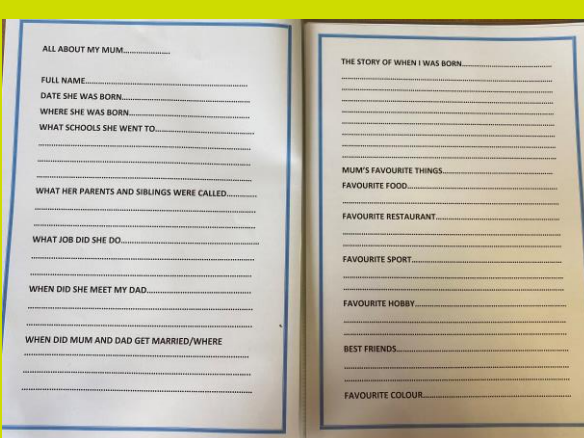 ALL ABOUT MY MUM....................
FULL NAME......................................................................
DATE SHE WAS BORN.......................................................
WHERE SHE WAS BORN....................................................
WHAT SCHOOLS SHE WENT TO...........................................
WHAT HER PARENTS AND SIBLINGS WERE CALLED.............
WHAT JOB DID SHE DO............................................................
WHEN DID SHE MEET MY DAD..............................................
WHEN DID MUM AND DAD GET MARRIED/WHERE
THE STORY OF WHEN I WAS BORN......................................
MUM'S FAVOURITE THINGS................................................
FAVOURITE FOOD................................................................
FAVOURITE RESTAURANT....................................................
FAVOURITE SPORT................................................................
FAVOURITE HOBBY................................................................
BEST FRIENDS........................................................................
FAVOURITE COLOUR................................................................